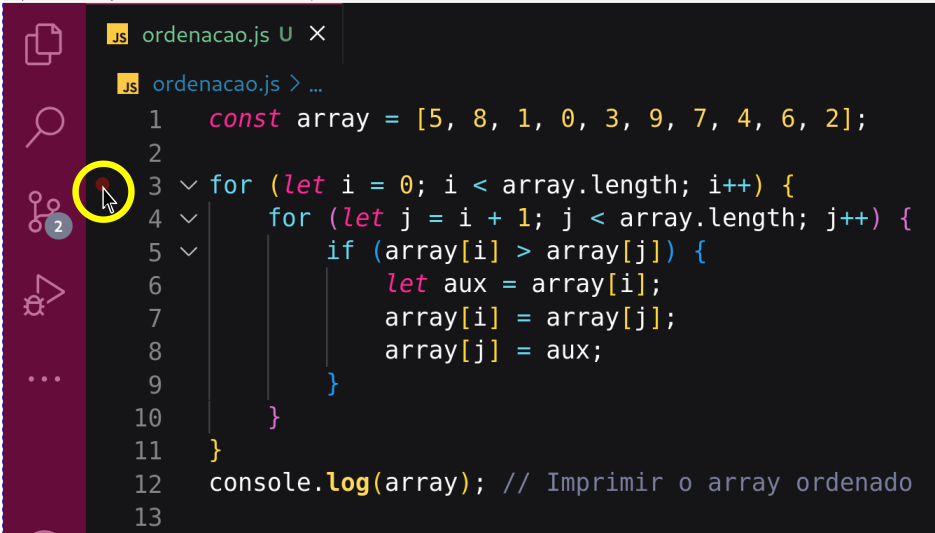 JS ordenacao.js U
JS ordenacao.js > ...
1 const array = [5, 8, 1, 0, 3, 9, 7, 4, 6, 2];
2
3 for (let i = 0; i < array.length; i++) {
4 for (let j = i + 1; j < array.length; j++) {
5 if (array[i] > array[j]) {
6 let aux = array[i];
7 array[i] = array[j];
8 array[j] = aux;
9 }
10 }
11 }
12 console.log(array); // Imprimir o array ordenado
13
2